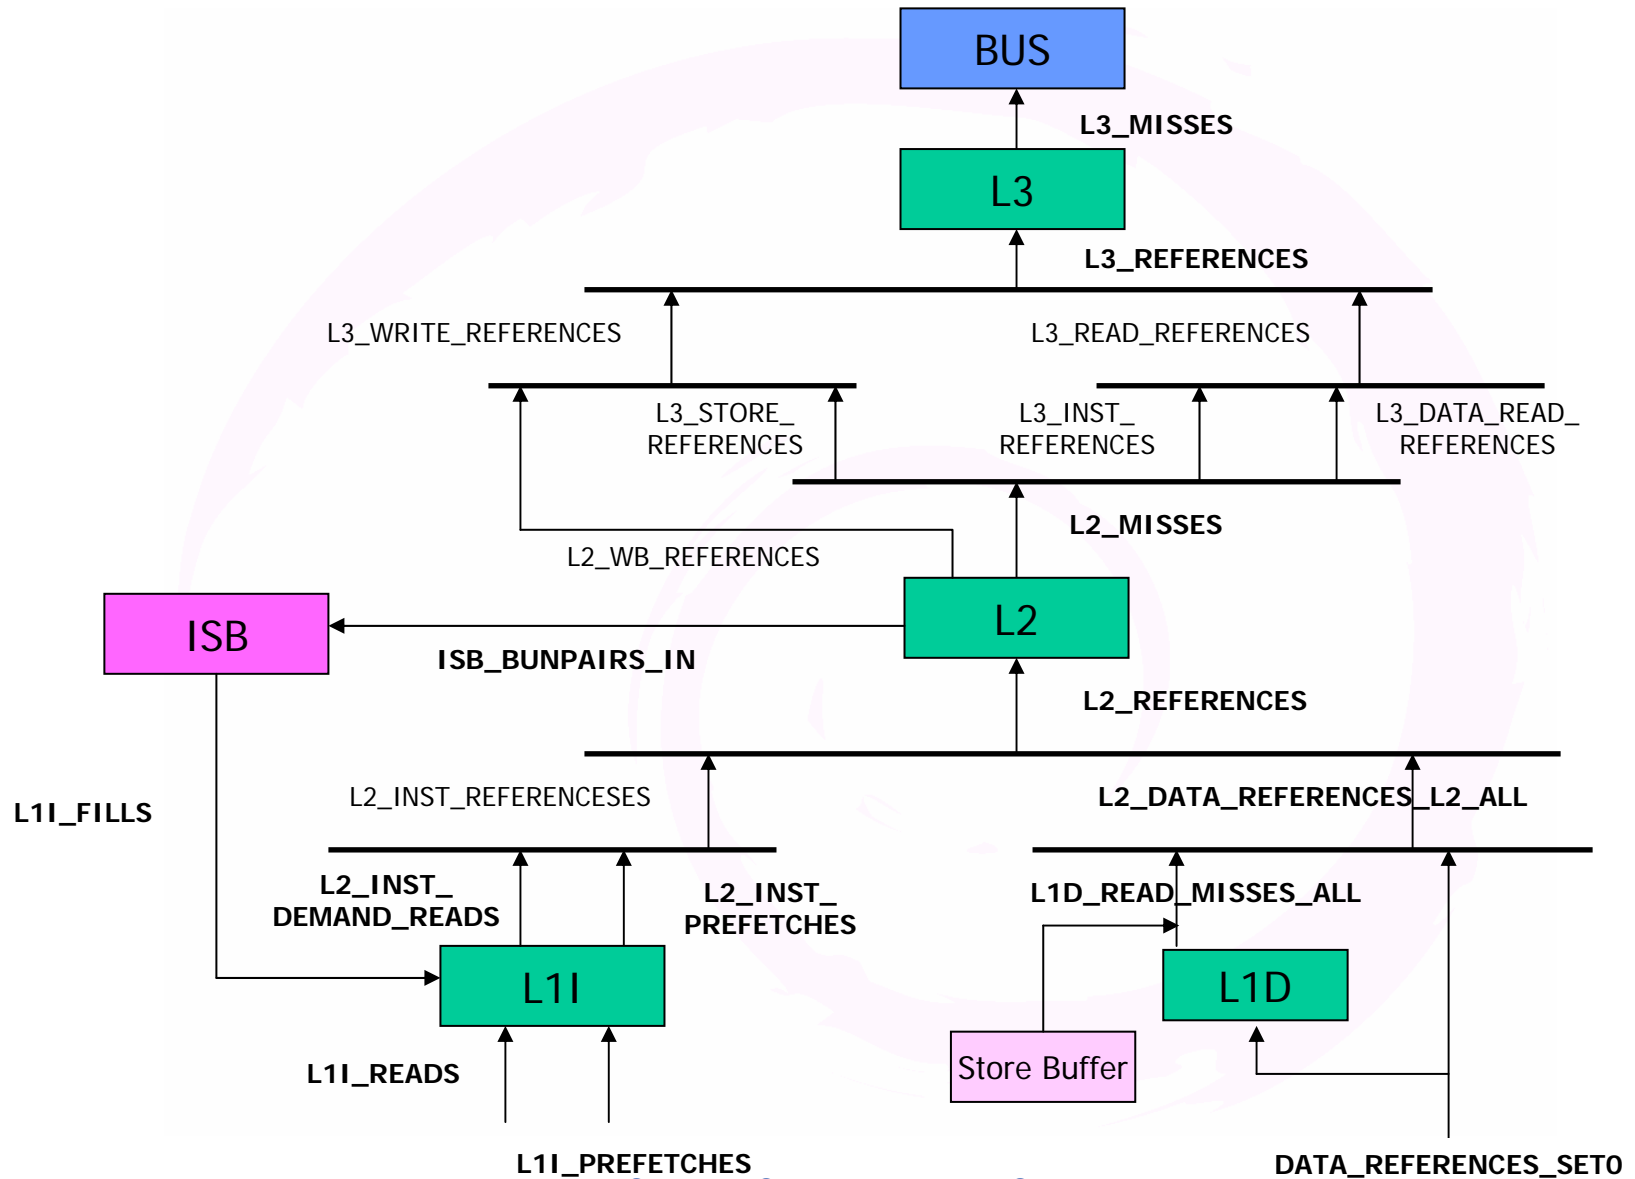 BUS
L3_MISSES
L3
L3_REFERENCES
L3_WRITE_REFERENCES
L3_READ_REFERENCES
L3_STORE_
REFERENCES
L3_INST_
REFERENCES
L3_DATA_READ_
REFERENCES
L2_MISSES
L2_WB_REFERENCES
ISB
L2
ISB_BUNPAIRS_IN
L2_REFERENCES
L1I_FILLS
L2_INST_REFERENCESES
L2_DATA_REFERENCES_L2_ALL
L2_INST_
DEMAND_READS
L2_INST_
PREFETCHES
L1D_READ_MISSES_ALL
L1I
L1D
Store Buffer
L1I_READS
L1I_PREFETCHES
DATA_REFERENCES_SET0